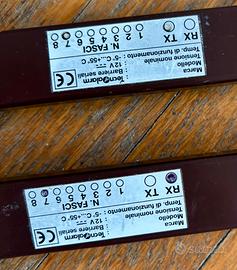 Marca : Tecnoalarm
Modello : Barriere seriali
Tensione nominale : 12V
Temp. di funzionamento : -5°C...+55°C
N. FASCI
RX TX 1 2 3 4 5 6 7 8
CE
Marca : Tecnoalarm
Modello : Barriere seriali
Tensione nominale : 12V
Temp. di funzionamento : -5°C...+55°C
N. FASCI
RX TX 1 2 3 4 5 6 7 8
CE
subito